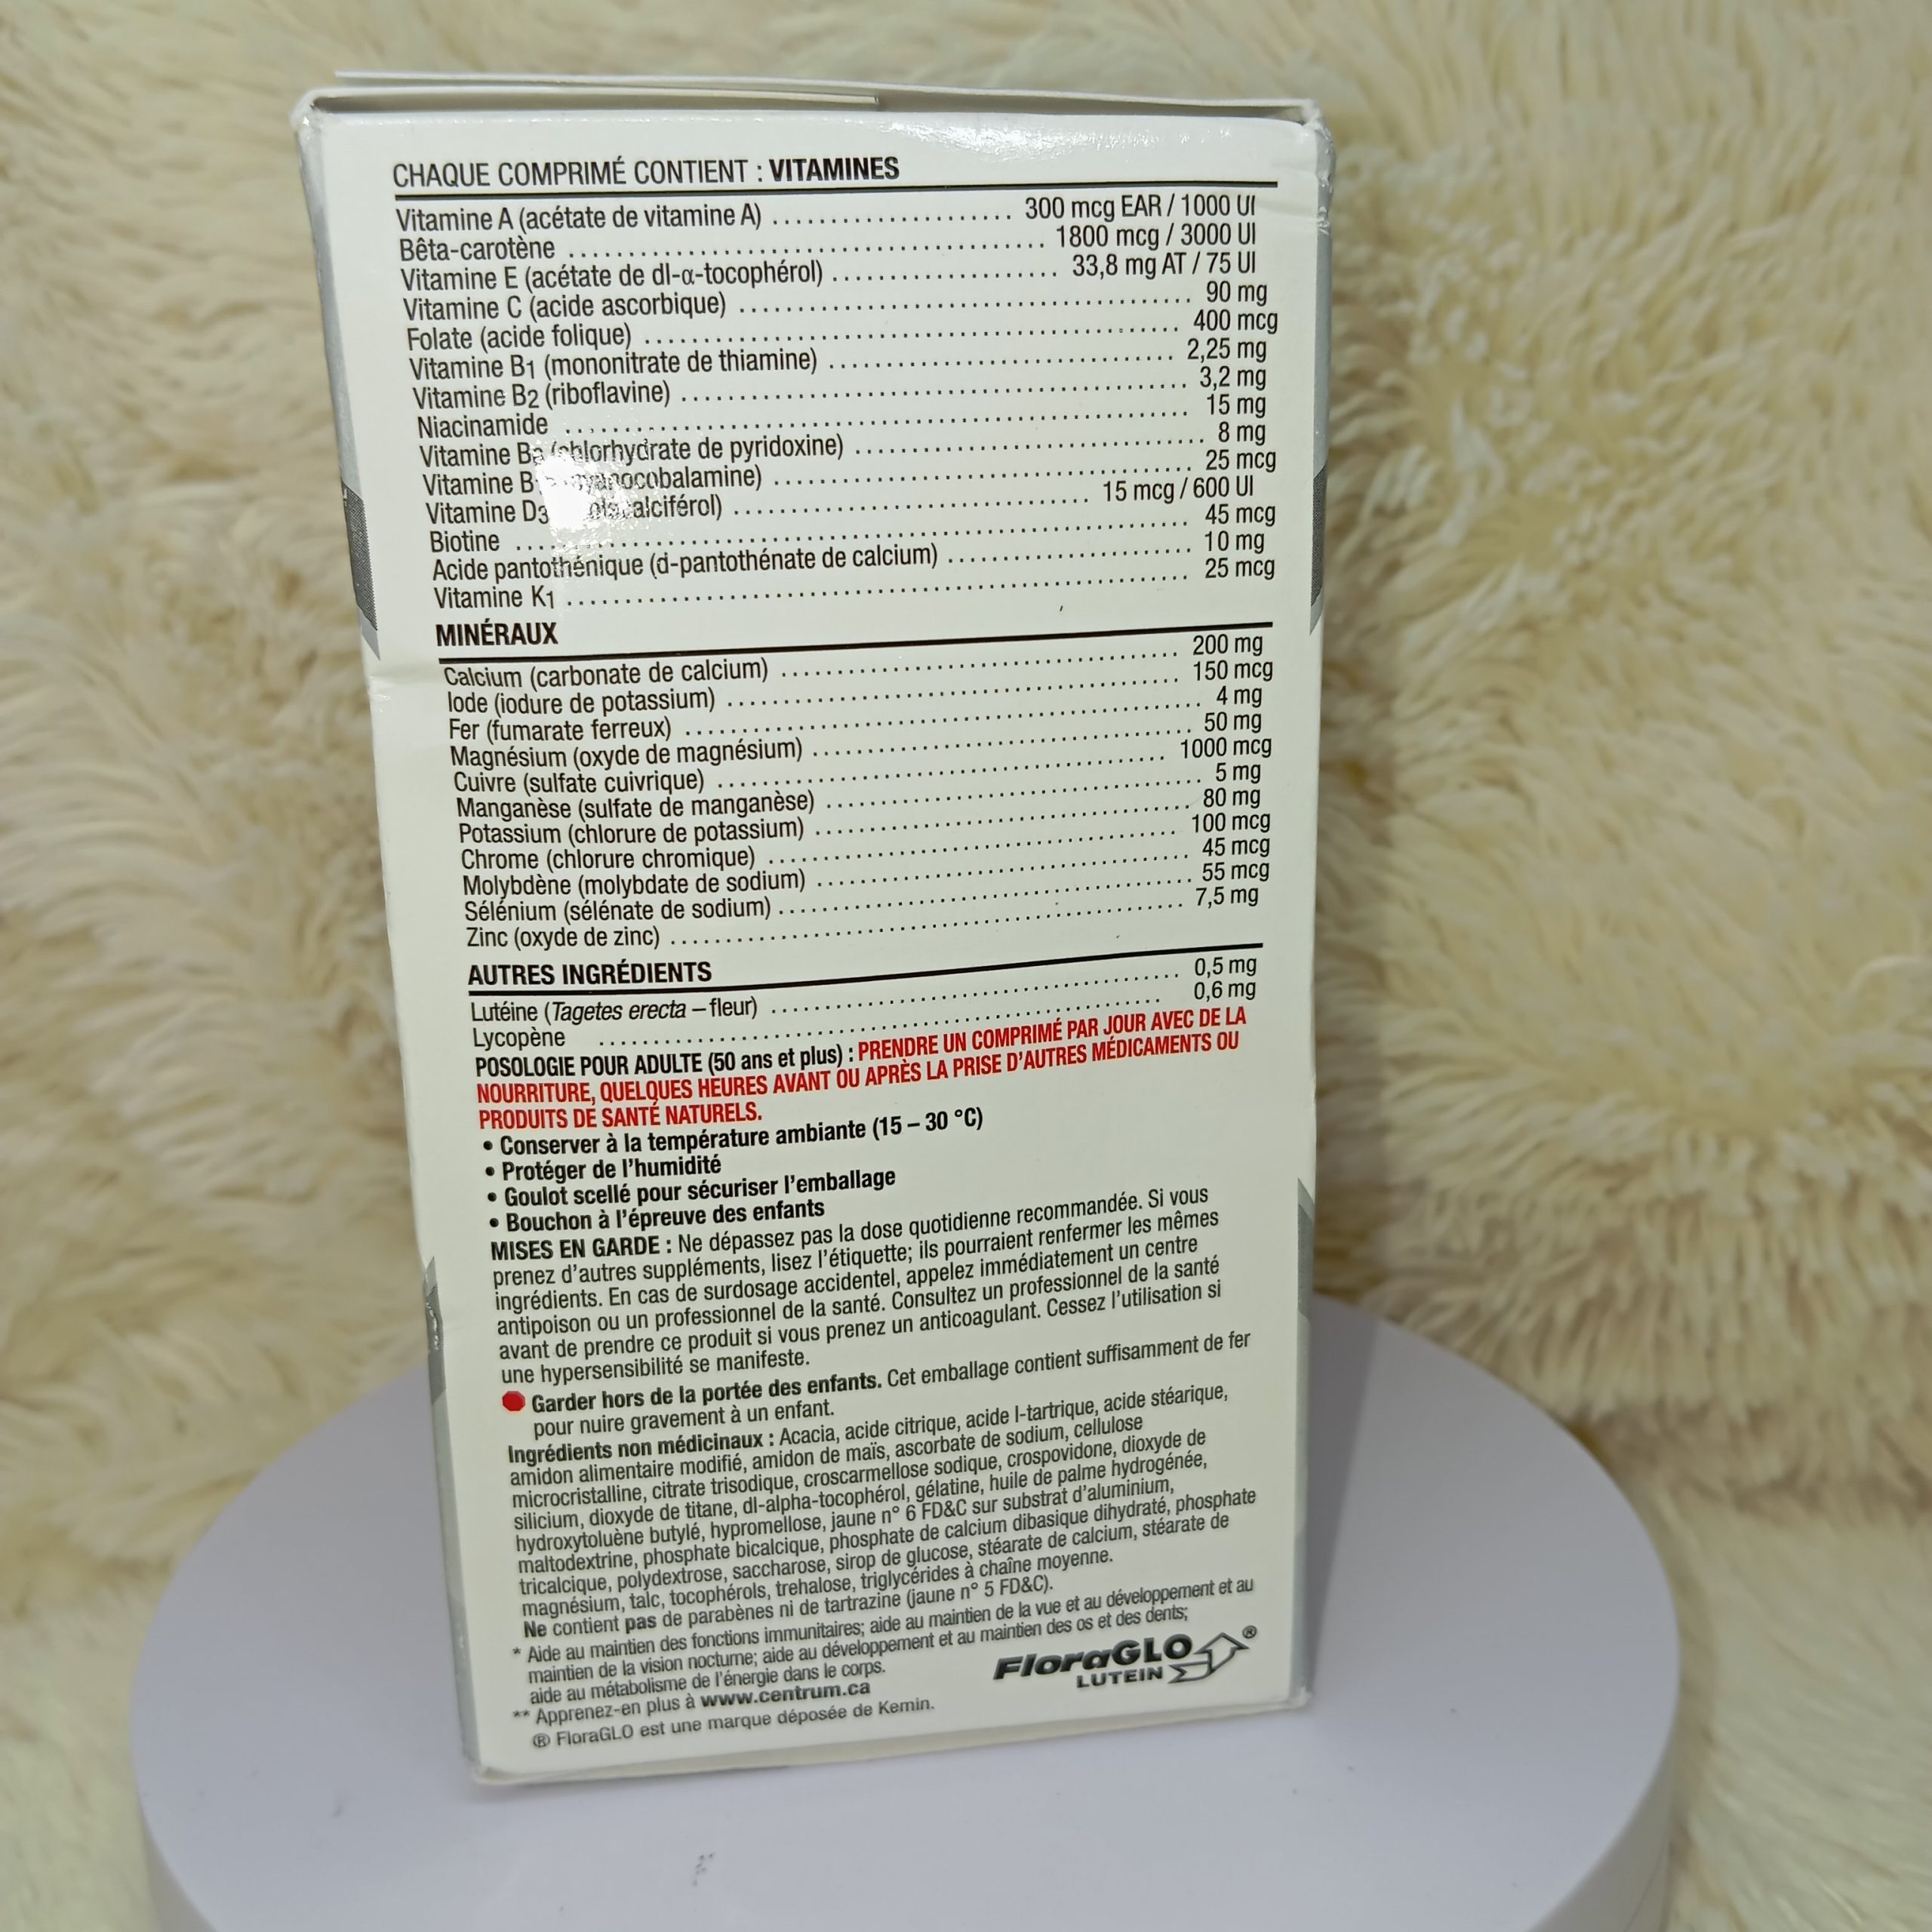 CHAQUE COMPRIMÉ CONTIENT : VITAMINES
Vitamine A (acétate de vitamine A) .................... 300 mcg EAR / 1000 UI
Bêta-carotène .................... 1800 mcg / 3000 UI
Vitamine E (acétate de dl-α-tocophérol) .................... 33,8 mg AT / 75 UI
Vitamine C (acide ascorbique) .................... 90 mg
Folate (acide folique) .................... 400 mcg
Vitamine B1 (mononitrate de thiamine) .................... 2,25 mg
Vitamine B2 (riboflavine) .................... 3,2 mg
Niacinamide .................... 15 mg
Vitamine (chlorhydrate de pyridoxine) .................... 8 mg
Vitamine .................... 25 mcg
Vitamine D3 .................... 15 mcg / 600 UI
Biotine .................... 45 mcg
Acide pantothénique (d-pantothénate de calcium) .................... 10 mg
Vitamine K1 .................... 25 mcg
MINÉRAUX
Calcium (carbonate de calcium) .................... 200 mg
Iode (iodure de potassium) .................... 150 mcg
Fer (fumarate ferreux) .................... 4 mg
Magnésium (oxyde de magnésium) .................... 50 mg
Cuivre (sulfate cuivrique) .................... 1000 mcg
Manganèse (sulfate de manganèse) .................... 5 mg
Potassium (chlorure de potassium) .................... 80 mg
Chrome (chlorure chromique) .................... 100 mcg
Molybdène (molybdate de sodium) .................... 45 mcg
Sélénium (sélénate de sodium) .................... 55 mcg
Zinc (oxyde de zinc) .................... 7,5 mg
AUTRES INGRÉDIENTS
Lutéine (Tagetes erecta – fleur) .................... 0,5 mg
Lycopène .................... 0,6 mg
POSOLOGIE POUR ADULTE (50 ans et plus) : PRENDRE UN COMPRIMÉ PAR JOUR AVEC DE LA
NOURRITURE, QUELQUES HEURES AVANT OU APRÈS LA PRISE D'AUTRES MÉDICAMENTS OU
PRODUITS DE SANTÉ NATURELS.
• Conserver à la température ambiante (15 – 30 °C)
• Protéger de l'humidité
• Goulot scellé pour sécuriser l'emballage
• Bouchon à l'épreuve des enfants
MISES EN GARDE : Ne dépassez pas la dose quotidienne recommandée. Si vous
prenez d'autres suppléments, lisez l'étiquette; ils pourraient renfermer les mêmes
ingrédients. En cas de surdosage accidentel, appelez immédiatement un centre
antipoison ou un professionnel de la santé. Consultez un professionnel de la santé
avant de prendre ce produit si vous prenez un anticoagulant. Cessez l'utilisation si
une hypersensibilité se manifeste.
Garder hors de la portée des enfants. Cet emballage contient suffisamment de fer
pour nuire gravement à un enfant.
Ingrédients non médicinaux : Acacia, acide citrique, acide l-tartrique, acide stéarique,
amidon alimentaire modifié, amidon de maïs, ascorbate de sodium, cellulose
microcristalline, citrate trisodique, croscarmellose sodique, crospovidone, dioxyde de
silicium, dioxyde de titane, dl-alpha-tocophérol, gélatine, huile de palme hydrogénée,
hydroxytoluène butylé, hypromellose, jaune n° 6 FD&C sur substrat d'aluminium,
maltodextrine, phosphate bicalcique, phosphate de calcium dibasique dihydraté, phosphate
tricalcique, polydextrose, saccharose, sirop de glucose, stéarate de calcium, stéarate de
magnésium, talc, tocophérols, trehalose, triglycérides à chaîne moyenne.
Ne contient pas de parabènes ni de tartrazine (jaune n° 5 FD&C).
* Aide au maintien des fonctions immunitaires; aide au maintien de la vue et au développement et au
maintien de la vision nocturne; aide au développement et au maintien des os et des dents;
aide au métabolisme de l'énergie dans le corps.
** Apprenez-en plus à www.centrum.ca
® FloraGLO est une marque déposée de Kemin.
FloraGLO®
LUTEIN